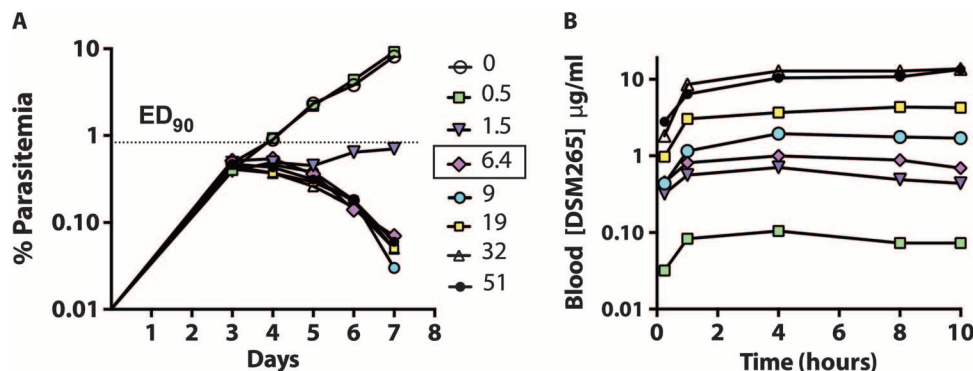 A
B
10
1
0.10
0.01
% Parasitemia
ED90
1 2 3 4 5 6 7 8
Days
0
0.5
1.5
6.4
9
19
32
51
Blood [DSM265] µg/ml
10
1
0.10
0.01
0 2 4 6 8 10
Time (hours)